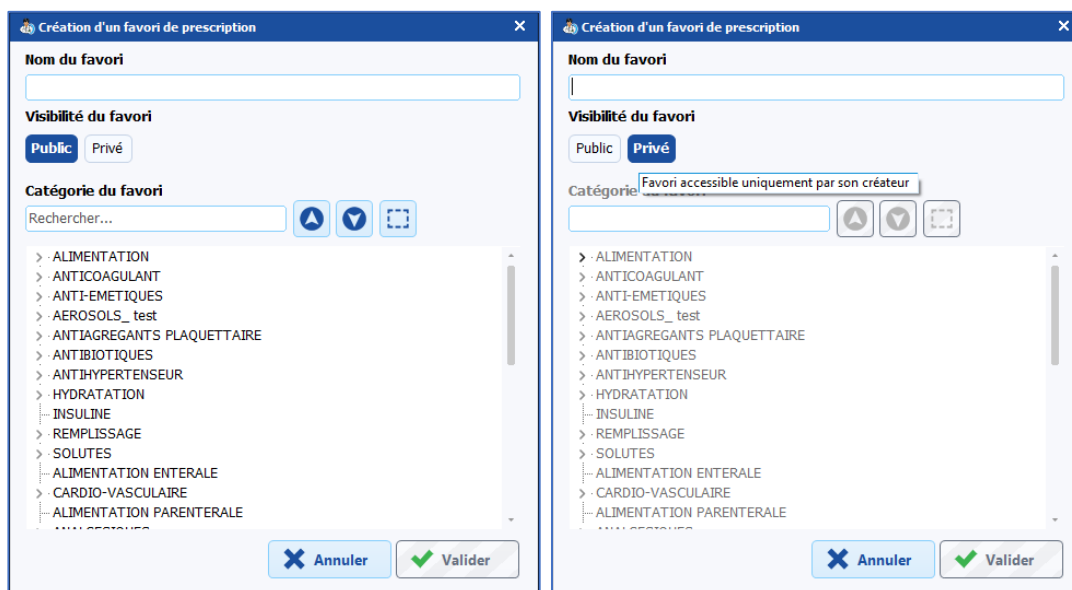 Création d'un favori de prescription
Nom du favori
Visibilité du favori
Public Privé
Catégorie du favori
Rechercher...
ALIMENTATION
ANTICOAGULANT
ANTI-EMETIQUES
AEROSOLS_ test
ANTIAGREGANTS PLAQUETTAIRE
ANTIBIOTIQUES
ANTIHYPERTENSEUR
HYDRATATION
INSULINE
REMPLISSAGE
SOLUTES
ALIMENTATION ENTERALE
CARDIO-VASCULAIRE
ALIMENTATION PARENTERALE
Annuler Valider
Création d'un favori de prescription
Nom du favori
Visibilité du favori
Public Privé
Favori accessible uniquement par son créateur
Catégorie
ALIMENTATION
ANTICOAGULANT
ANTI-EMETIQUES
AEROSOLS_ test
ANTIAGREGANTS PLAQUETTAIRE
ANTIBIOTIQUES
ANTIHYPERTENSEUR
HYDRATATION
INSULINE
REMPLISSAGE
SOLUTES
ALIMENTATION ENTERALE
CARDIO-VASCULAIRE
ALIMENTATION PARENTERALE
Annuler Valider